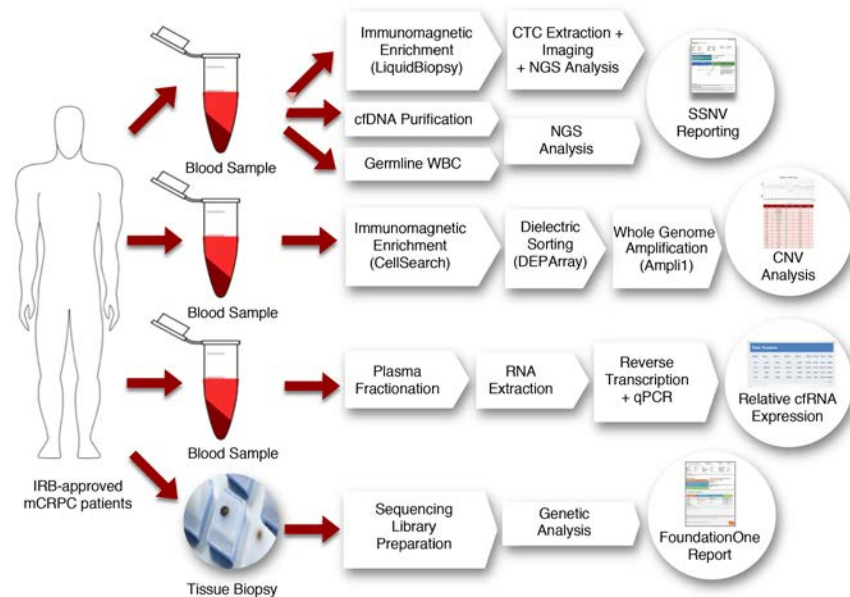 Immunomagnetic
Enrichment
(LiquidBiopsy)
CTC Extraction +
Imaging
+ NGS Analysis
SSNV
Reporting
cfDNA Purification
NGS
Analysis
Germline WBC
Blood Sample
Immunomagnetic
Enrichment
(CellSearch)
Dielectric
Sorting
(DEPArray)
Whole Genome
Amplification
(Ampli1)
CNV
Analysis
Blood Sample
Plasma
Fractionation
RNA
Extraction
Reverse
Transcription
+ qPCR
Relative cfRNA
Expression
Blood Sample
IRB-approved
mCRPC patients
Sequencing
Library
Preparation
Genetic
Analysis
FoundationOne
Report
Tissue Biopsy